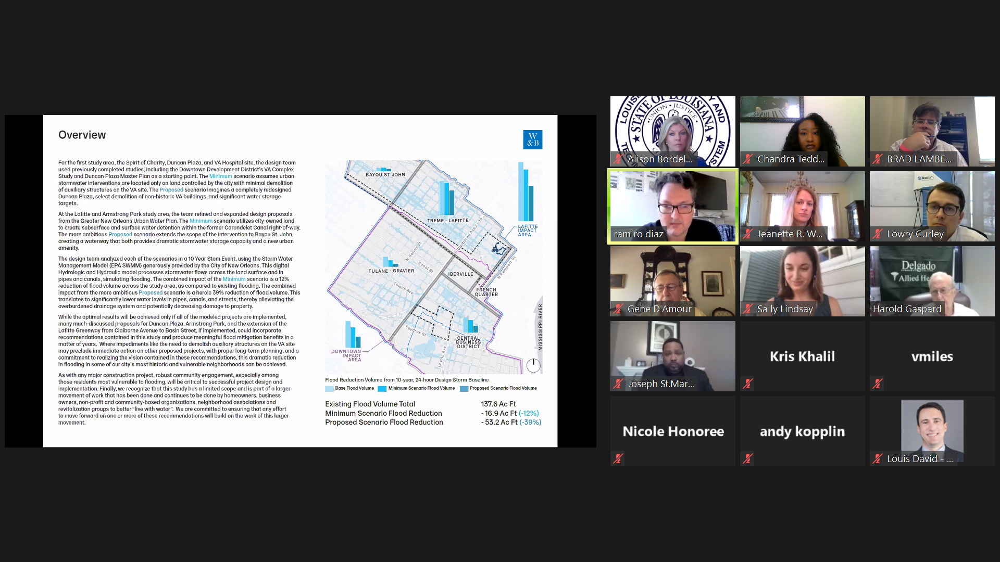 Overview
W
&B
For the first study area, the Spirit of Charity, Duncan Plaza, and VA Hospital site, the design team
used previously completed studies, including the Downtown Development District's VA Complex
Study and Duncan Plaza Master Plan as a starting point. The Minimum scenario assumes urban
stormwater interventions are located only on land controlled by the city with minimal demolition
of auxiliary structures on the VA site. The Proposed scenario imagines a completely redesigned
Duncan Plaza, select demolition of non-historic VA buildings, and significant water storage
targets.
At the Lafitte and Armstrong Park study area, the team refined and expanded design proposals
from the Greater New Orleans Urban Water Plan. The Minimum scenario utilizes city-owned land
to create subsurface and surface water detention within the former Carondelet Canal right-of-way.
The more ambitious Proposed scenario extends the scope of the intervention to Bayou St. John,
creating a waterway that both provides dramatic stormwater storage capacity and a new urban
amenity.
The design team analyzed each of the scenarios in a 10 Year Stom Event, using the Storm Water
Management Model (EPA SWMM) generously provided by the City of New Orleans. This digital
Hydrologic and Hydraulic model processes stormwater flows across the land surface and in
pipes and canals, simulating flooding. The combined impact of the Minimum scenario is a 12%
reduction of flood volume across the study area, as compared to existing flooding. The combined
impact from the more ambitious Proposed scenario is a heroic 39% reduction of flood volume. This
translates to significantly lower water levels in pipes, canals, and streets, thereby alleviating the
overburdened drainage system and potentially decreasing damage to property.
While the optimal results will be achieved only if all of the modeled projects are implemented,
many much-discussed proposals for Duncan Plaza, Armstrong Park, and the extension of the
Lafitte Greenway from Claiborne Avenue to Basin Street, if implemented, could incorporate
recommendations contained in this study and produce meaningful flood mitigation benefits in a
matter of years. Where impediments like the need to demolish auxiliary structures on the VA site
may preclude immediate action on other proposed projects, with proper long-term planning, and a
commitment to realizing the vision contained in these recommendations, this dramatic reduction
in flooding in some of our city's most historic and vulnerable neighborhoods can be achieved.
As with any major construction project, robust community engagement, especially among
those residents most vulnerable to flooding, will be critical to successful project design and
implementation. Finally, we recognize that this study has a limited scope and is part of a larger
movement of work that has been done and continues to be done by homeowners, business
owners, non-profit and community-based organizations, neighborhood associations and
revitalization groups to better “live with water”. We are committed to ensuring that any effort
to move forward on one or more of these recommendations will build on the work of this larger
movement.
BAYOU ST JOHN
TREME - LAFITTE
LAFITTE
IMPACT
AREA
N Claiborne Ave / I-10
N Galvez St
N Rampart St
TULANE - GRAVIER
Canal St
IBERVILLE
Tulane Ave
FRENCH
QUARTER
MISSISSIPPI RIVER
Poydras St
CENTRAL
BUSINESS
DISTRICT
Loyola Ave
DOWNTOWN
IMPACT
AREA
Flood Reduction Volume from 10-year, 24-hour Design Storm Baseline
Base Flood Volume Minimum Scenario Flood Volume Proposed Scenario Flood Volume
Existing Flood Volume Total 137.6 Ac Ft
Minimum Scenario Flood Reduction - 16.9 Ac Ft (-12%)
Proposed Scenario Flood Reduction - 53.2 Ac Ft (-39%)
STATE OF LOUISIANA
UNION · JUSTICE
Alison Bordel...
Chandra Tedd...
BRAD LAMBE...
ramiro diaz
Jeanette R. W...
AxoSim
Lowry Curley
Gene D'Amour
Sally Lindsay
Delgado
Allied He
Harold Gaspard
Joseph St.Mar...
Kris Khalil
vmiles
Nicole Honoree
andy kopplin
Louis David - ...